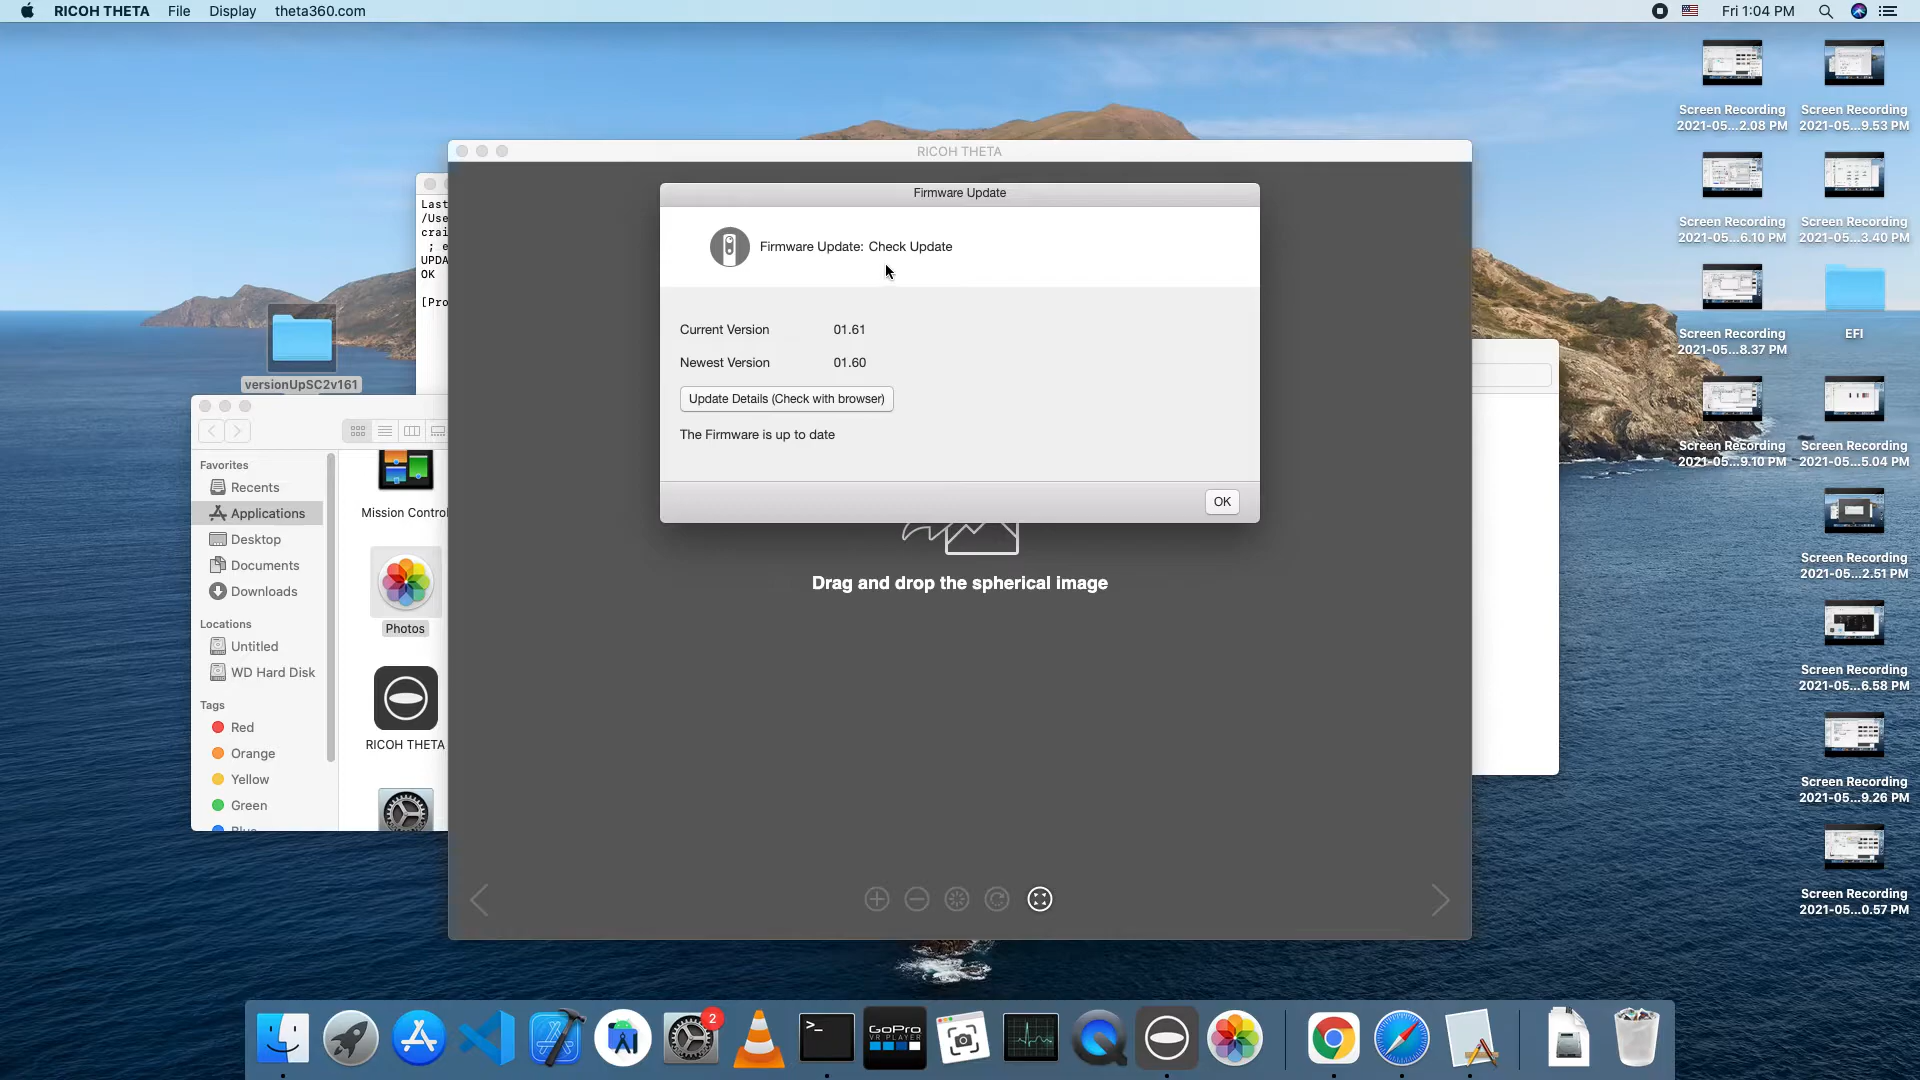 RICOH THETA File Display theta360.com
Fri 1:04 PM
RICOH THETA
Firmware Update
Firmware Update: Check Update
Current Version 01.61
Newest Version 01.60
Update Details (Check with browser)
The Firmware is up to date
OK
Drag and drop the spherical image
Last
/Use
crai
; e
UPDA
OK
[Pro
versionUpSC2v161
Favorites
Recents
Applications
Desktop
Documents
Downloads
Locations
Untitled
WD Hard Disk
Tags
Red
Orange
Yellow
Green
Blue
Mission Control
Photos
RICOH THETA
Screen Recording
2021-05...2.08 PM
Screen Recording
2021-05...9.53 PM
Screen Recording
2021-05...6.10 PM
Screen Recording
2021-05...3.40 PM
Screen Recording
2021-05...8.37 PM
EFI
Screen Recording
2021-05...9.10 PM
Screen Recording
2021-05...5.04 PM
Screen Recording
2021-05...2.51 PM
Screen Recording
2021-05...6.58 PM
Screen Recording
2021-05...9.26 PM
Screen Recording
2021-05...0.57 PM
2
>_
GoPro
VR PLAYER